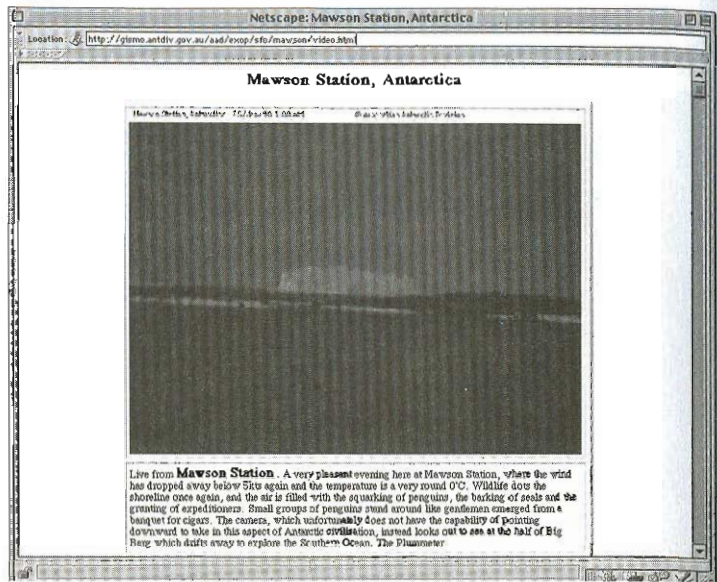 Netscape: Mawson Station, Antarctica
Location: http://gismo.antdiv.gov.au/aad/exop/sfo/mawson/video.html
Mawson Station, Antarctica
Mawson Station,
Live from Mawson Station . A very pleasant evening here at Mawson Station, where the wind
has dropped away below 5kts again and the temperature is a very round 0°C. Wildlife dots the
shoreline once again, and the air is filled with the squarking of penguins, the barking of seals and the
grunting of expeditioners. Small groups of penguins stand around like gentlemen emerged from a
banquet for cigars. The camera, which unfortunately does not have the capability of pointing
downward to take in this aspect of Antarctic civilisation, instead looks out to sea at the half of Big
Berg which drifts away to explore the Southern Ocean. The Plummeter